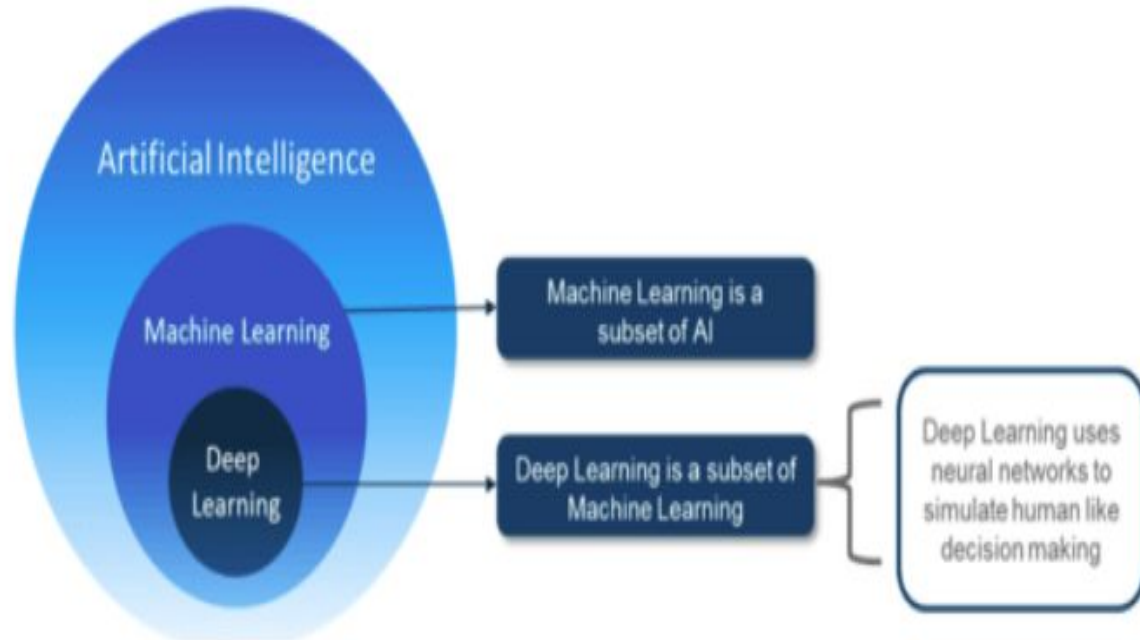 Artificial Intelligence
Machine Learning
Deep
Learning
Machine Learning is a
subset of AI
Deep Learning is a subset of
Machine Learning
Deep Learning uses
neural networks to
simulate human like
decision making